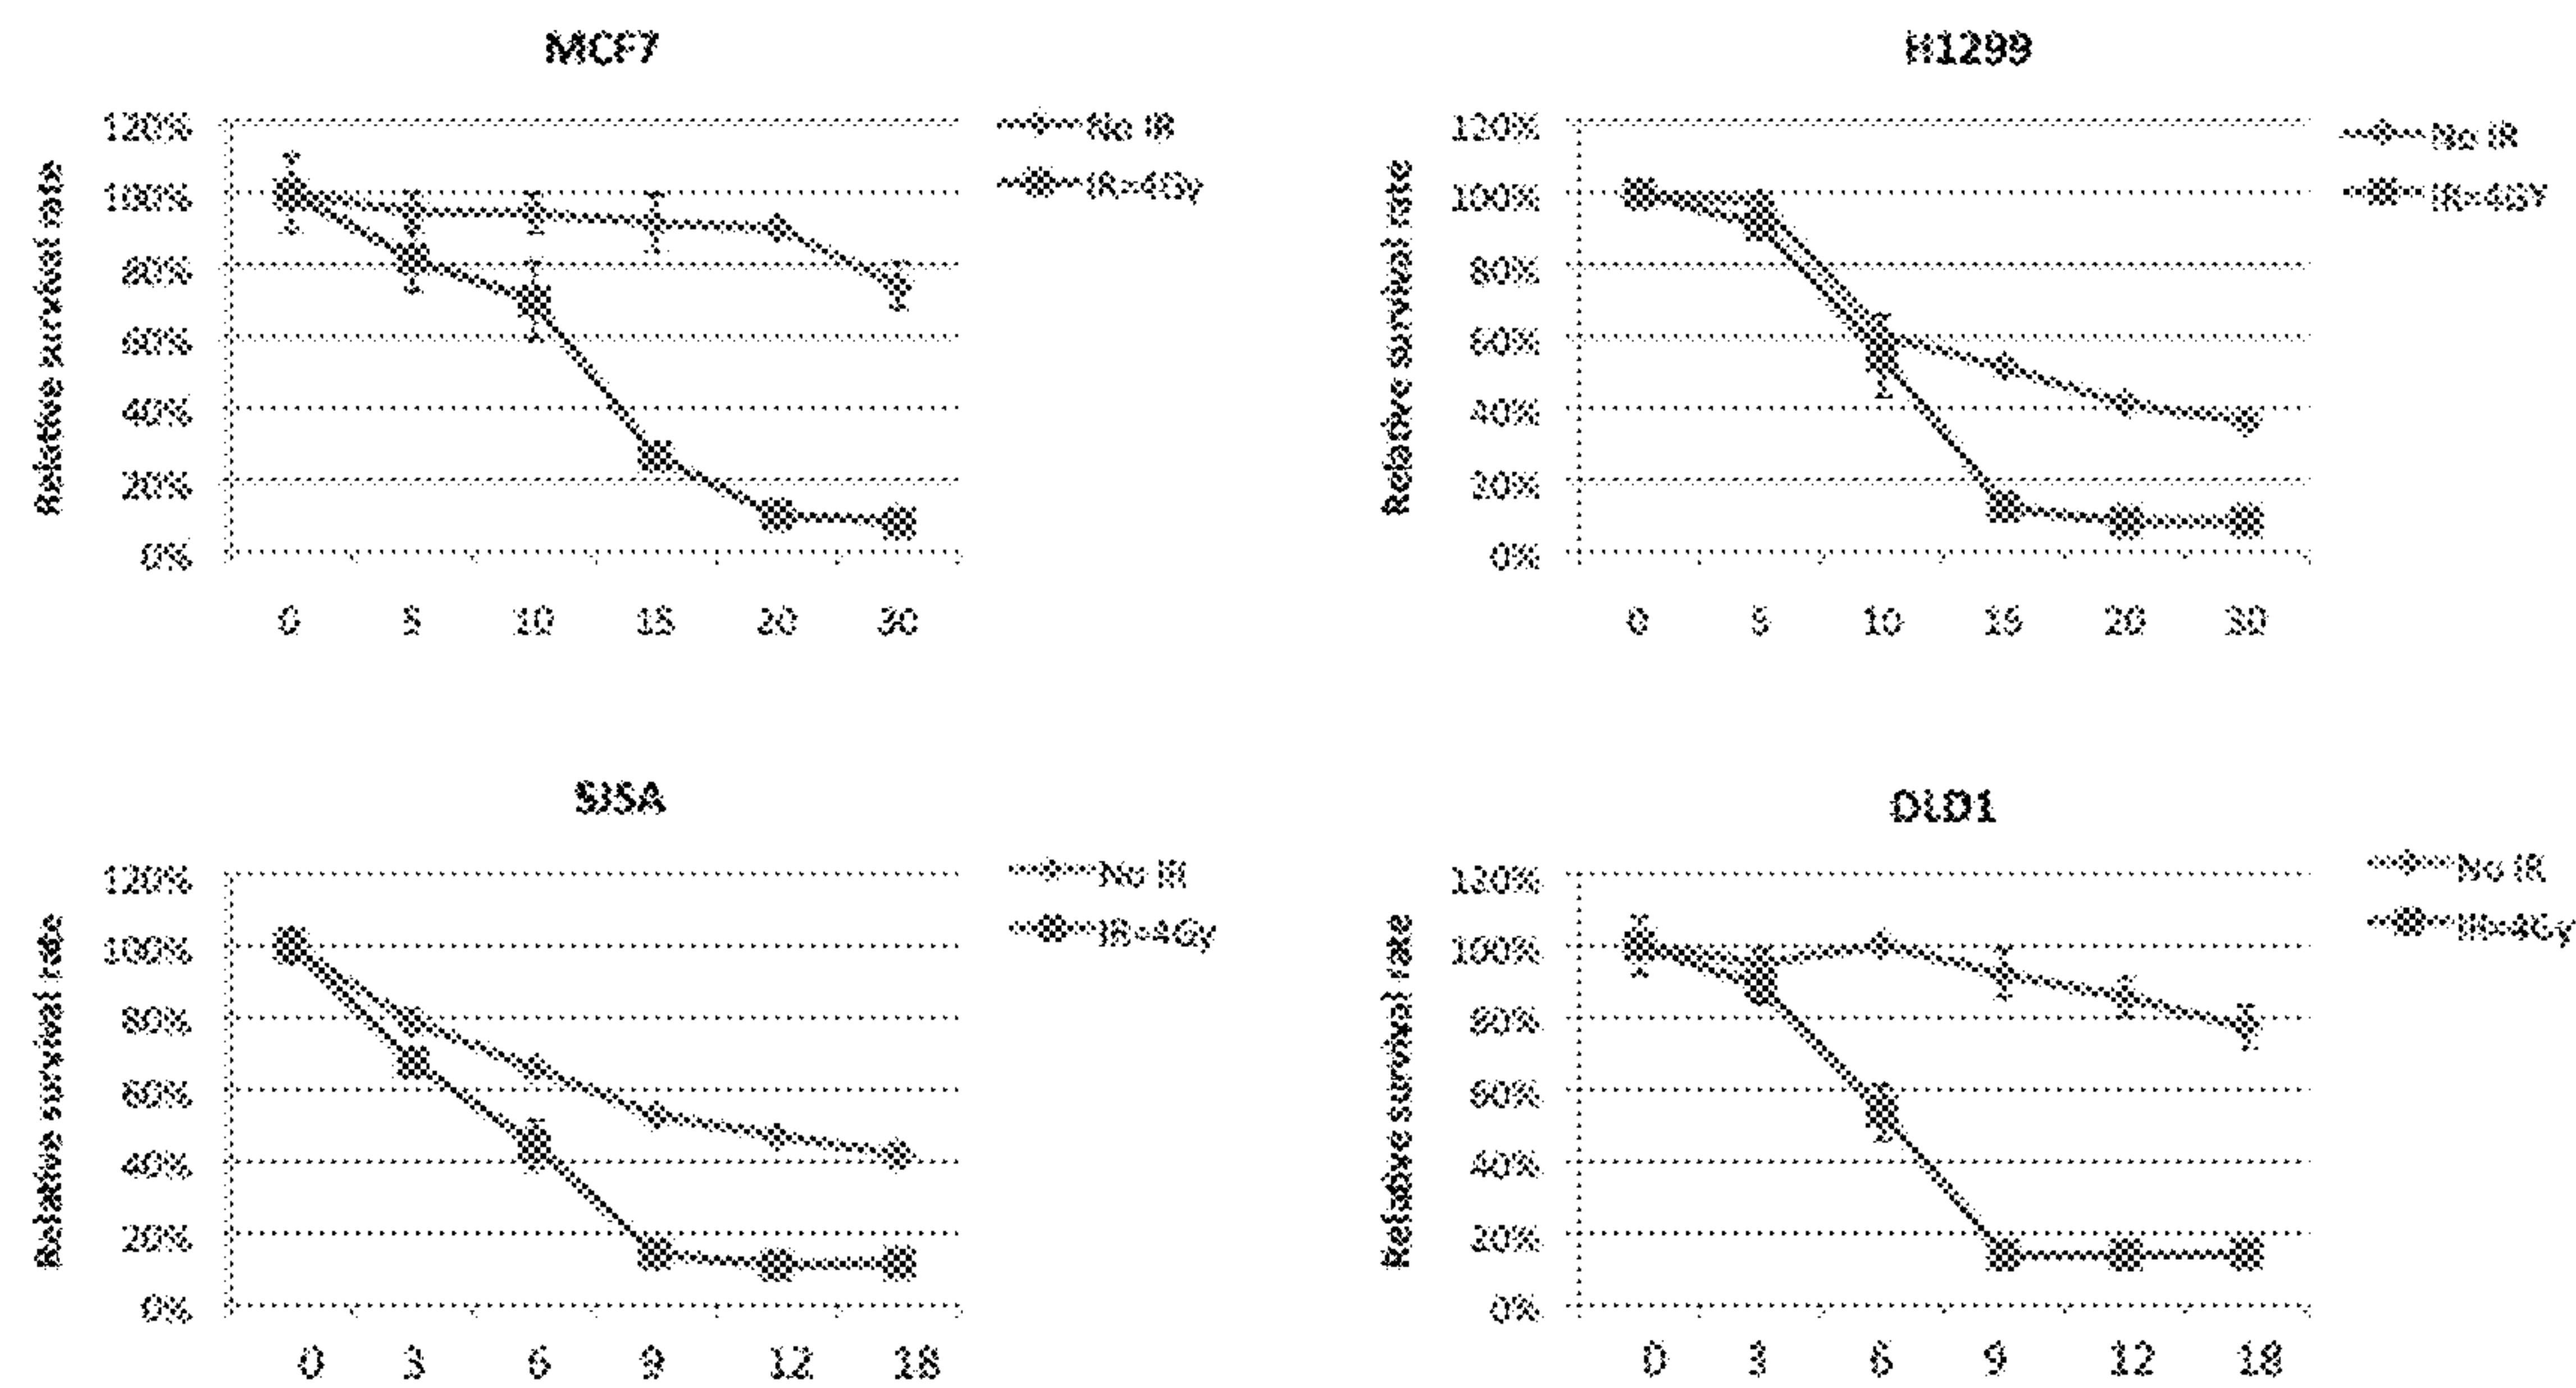 MCF7
Relative survival rate
120%
100%
80%
60%
40%
20%
0%
0 5 10 15 20 30
No IR
IR=4Gy
H1299
Relative survival rate
120%
100%
80%
60%
40%
20%
0%
0 5 10 15 20 30
No IR
IR=4GY
SJSA
Relative survival rate
120%
100%
80%
60%
40%
20%
0%
0 3 6 9 12 18
No IR
IR=4Gy
DLD1
Relative survival rate
120%
100%
80%
60%
40%
20%
0%
0 3 6 9 12 18
No IR
IR=4Gy